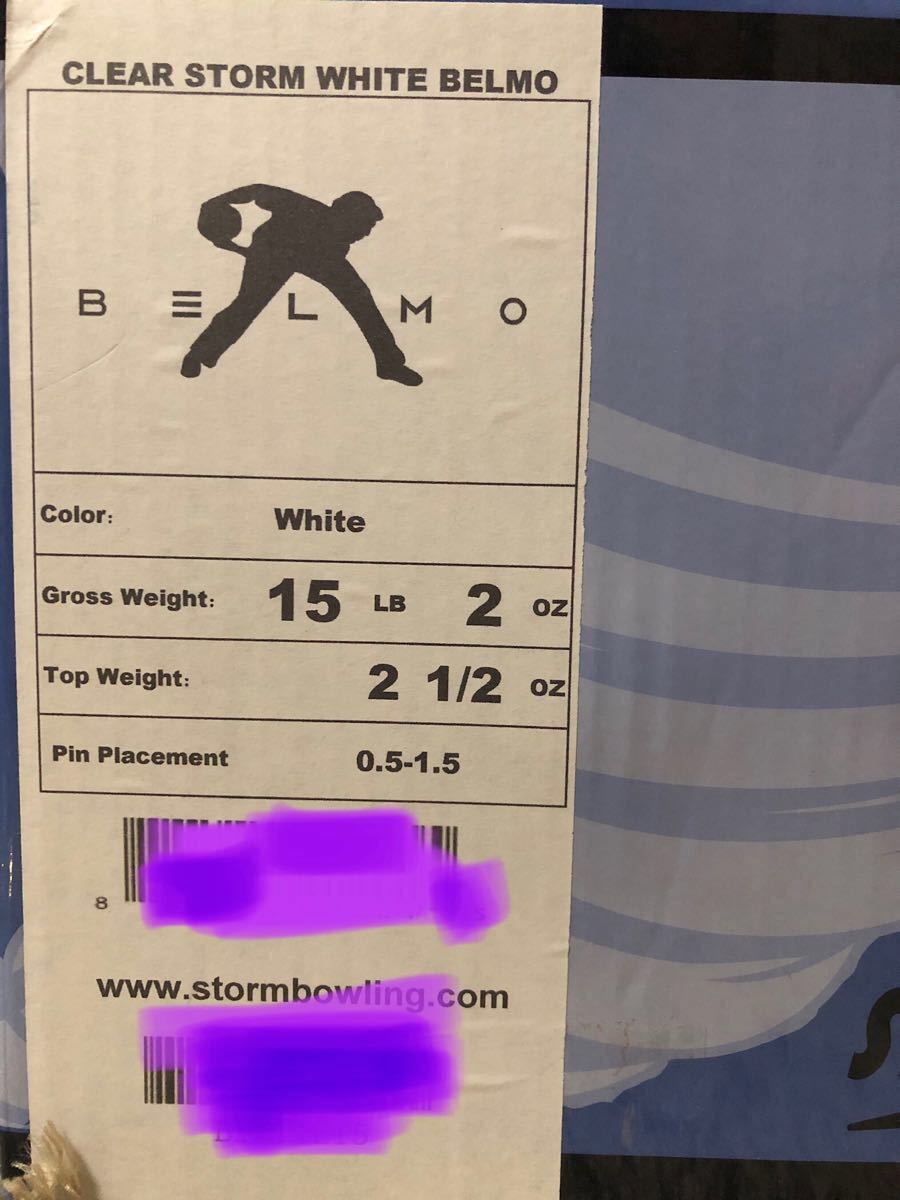 CLEAR STORM WHITE BELMO
B E L M O
Color: White
Gross Weight: 15 LB 2 OZ
Top Weight: 2 1/2 OZ
Pin Placement 0.5-1.5
8
www.stormbowling.com